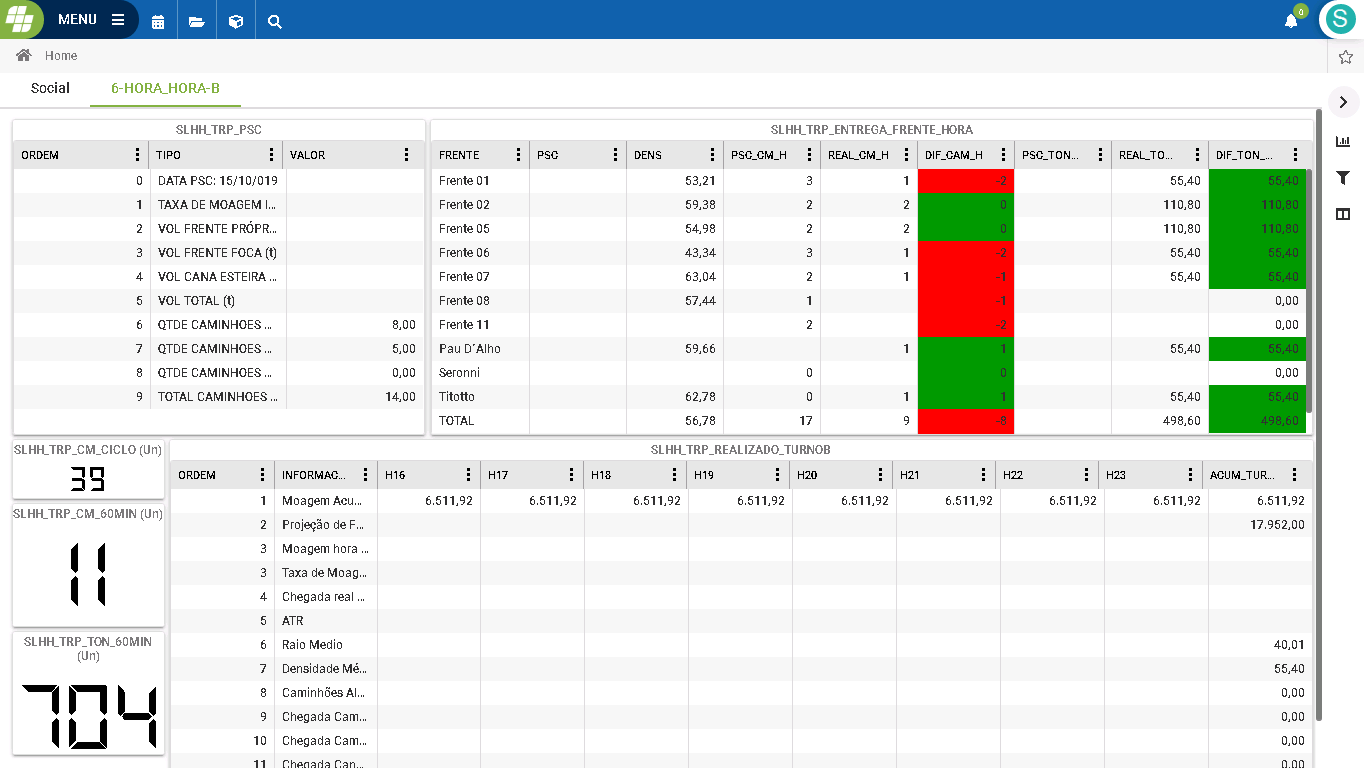 MENU
0
S
Home
Social 6-HORA_HORA-B
SLHH_TRP_PSC
ORDEM TIPO VALOR
0 DATA PSC: 15/10/019
1 TAXA DE MOAGEM I...
2 VOL FRENTE PRÓPR...
3 VOL FRENTE FOCA (t)
4 VOL CANA ESTEIRA ...
5 VOL TOTAL (t)
6 QTDE CAMINHOES ... 8,00
7 QTDE CAMINHOES ... 5,00
8 QTDE CAMINHOES ... 0,00
9 TOTAL CAMINHOES ... 14,00
SLHH_TRP_ENTREGA_FRENTE_HORA
FRENTE PSC DENS PSC_CM_H REAL_CM_H DIF_CAM_H PSC_TON... REAL_TO... DIF_TON_...
Frente 01 53,21 3 1 -2 55,40 55,40
Frente 02 59,38 2 2 0 110,80 110,80
Frente 05 54,98 2 2 0 110,80 110,80
Frente 06 43,34 3 1 -2 55,40 55,40
Frente 07 63,04 2 1 -1 55,40 55,40
Frente 08 57,44 1 -1 0,00
Frente 11 2 -2 0,00
Pau D´Alho 59,66 1 1 55,40 55,40
Seronni 0 0 0,00
Titotto 62,78 0 1 1 55,40 55,40
TOTAL 56,78 17 9 -8 498,60 498,60
SLHH_TRP_CM_CICLO (Un)
39
SLHH_TRP_CM_60MIN (Un)
11
SLHH_TRP_TON_60MIN
(Un)
704
SLHH_TRP_REALIZADO_TURNOB
ORDEM INFORMAC... H16 H17 H18 H19 H20 H21 H22 H23 ACUM_TUR...
1 Moagem Acu... 6.511,92 6.511,92 6.511,92 6.511,92 6.511,92 6.511,92 6.511,92 6.511,92 6.511,92
2 Projeção de F... 17.952,00
3 Moagem hora ...
3 Taxa de Moag...
4 Chegada real ...
5 ATR
6 Raio Medio 40,01
7 Densidade Mé... 55,40
8 Caminhões Al... 0,00
9 Chegada Cam... 0,00
10 Chegada Cam... 0,00
11 Chegada Can... 0,00